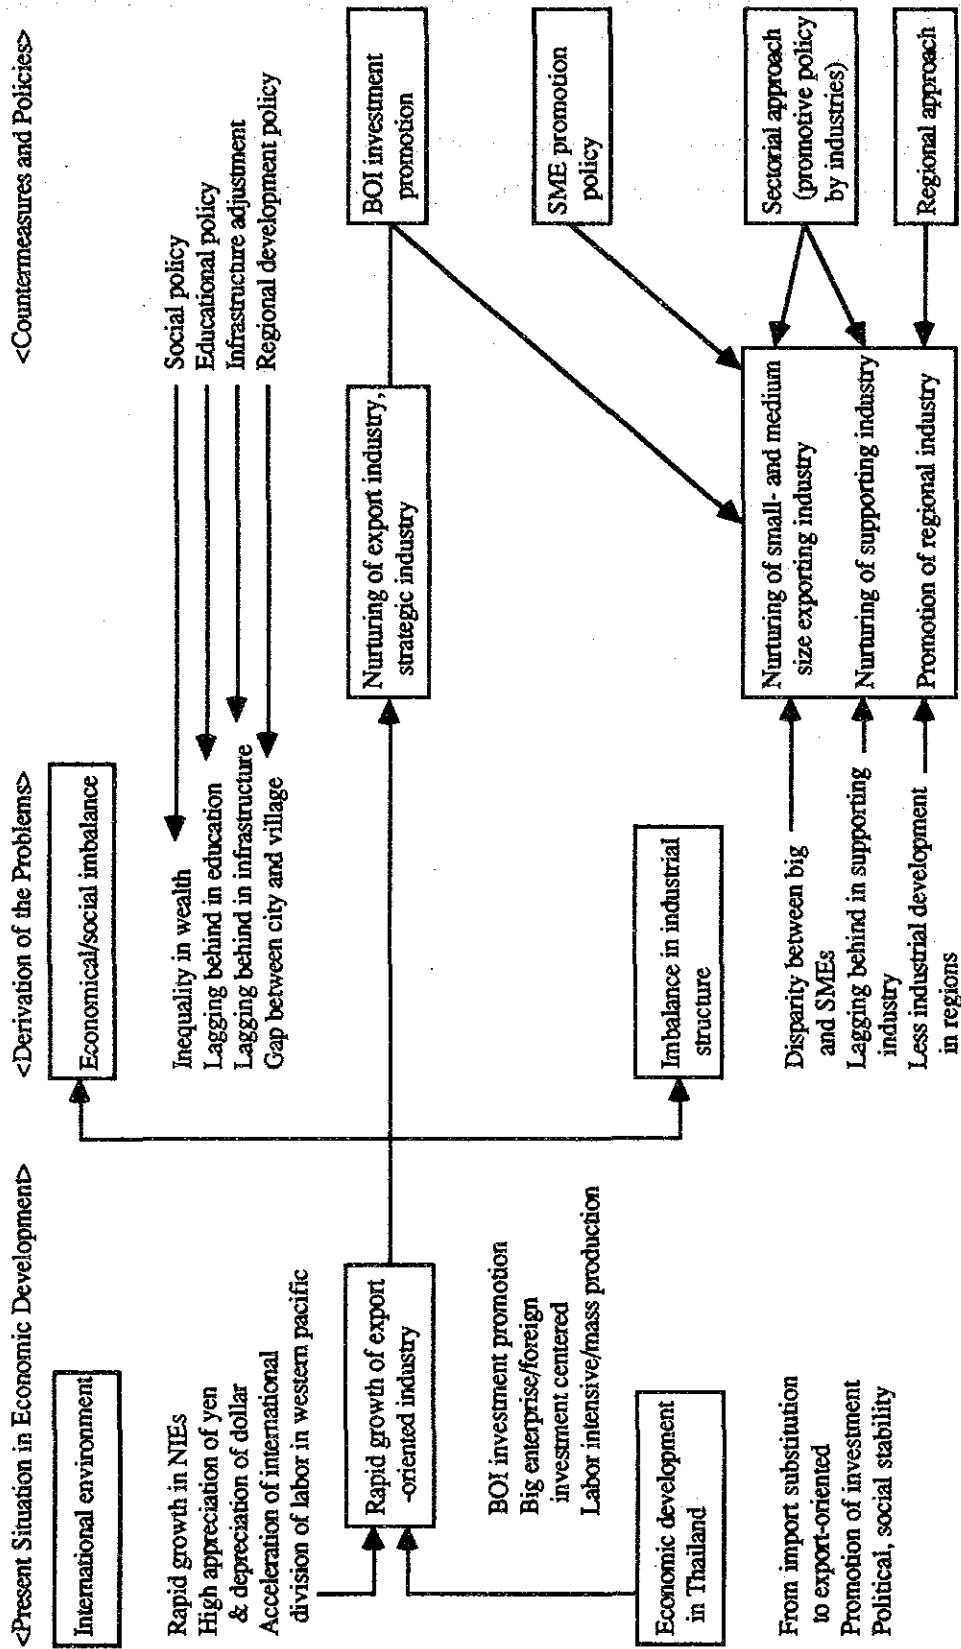 <Present Situation in Economic Development>
International environment
Rapid growth in NIEs
High appreciation of yen
& depreciation of dollar
Acceleration of international
division of labor in western pacific
Rapid growth of export
-oriented industry
BOI investment promotion
Big enterprise/foreign
investment centered
Labor intensive/mass production
Economic development
in Thailand
From import substitution
to export-oriented
Promotion of investment
Political, social stability
<Derivation of the Problems>
Economical/social imbalance
Inequality in wealth
Lagging behind in education
Lagging behind in infrastructure
Gap between city and village
Imbalance in industrial
structure
Disparity between big
and SMEs
Lagging behind in supporting
industry
Less industrial development
in regions
<Countermeasures and Policies>
Social policy
Educational policy
Infrastructure adjustment
Regional development policy
Nurturing of export industry,
strategic industry
BOI investment
promotion
SME promotion
policy
Nurturing of small- and medium
size exporting industry
Nurturing of supporting industry
Promotion of regional industry
Sectorial approach
(promotive policy
by industries)
Regional approach